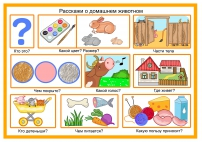 Расскажи о домашнем животном
Кто это?
Какой цвет? Размер?
Части тела
Чем покрыто?
Какой голос?
Где живет?
Кто детеныши?
Чем питается?
Какую пользу приносит?